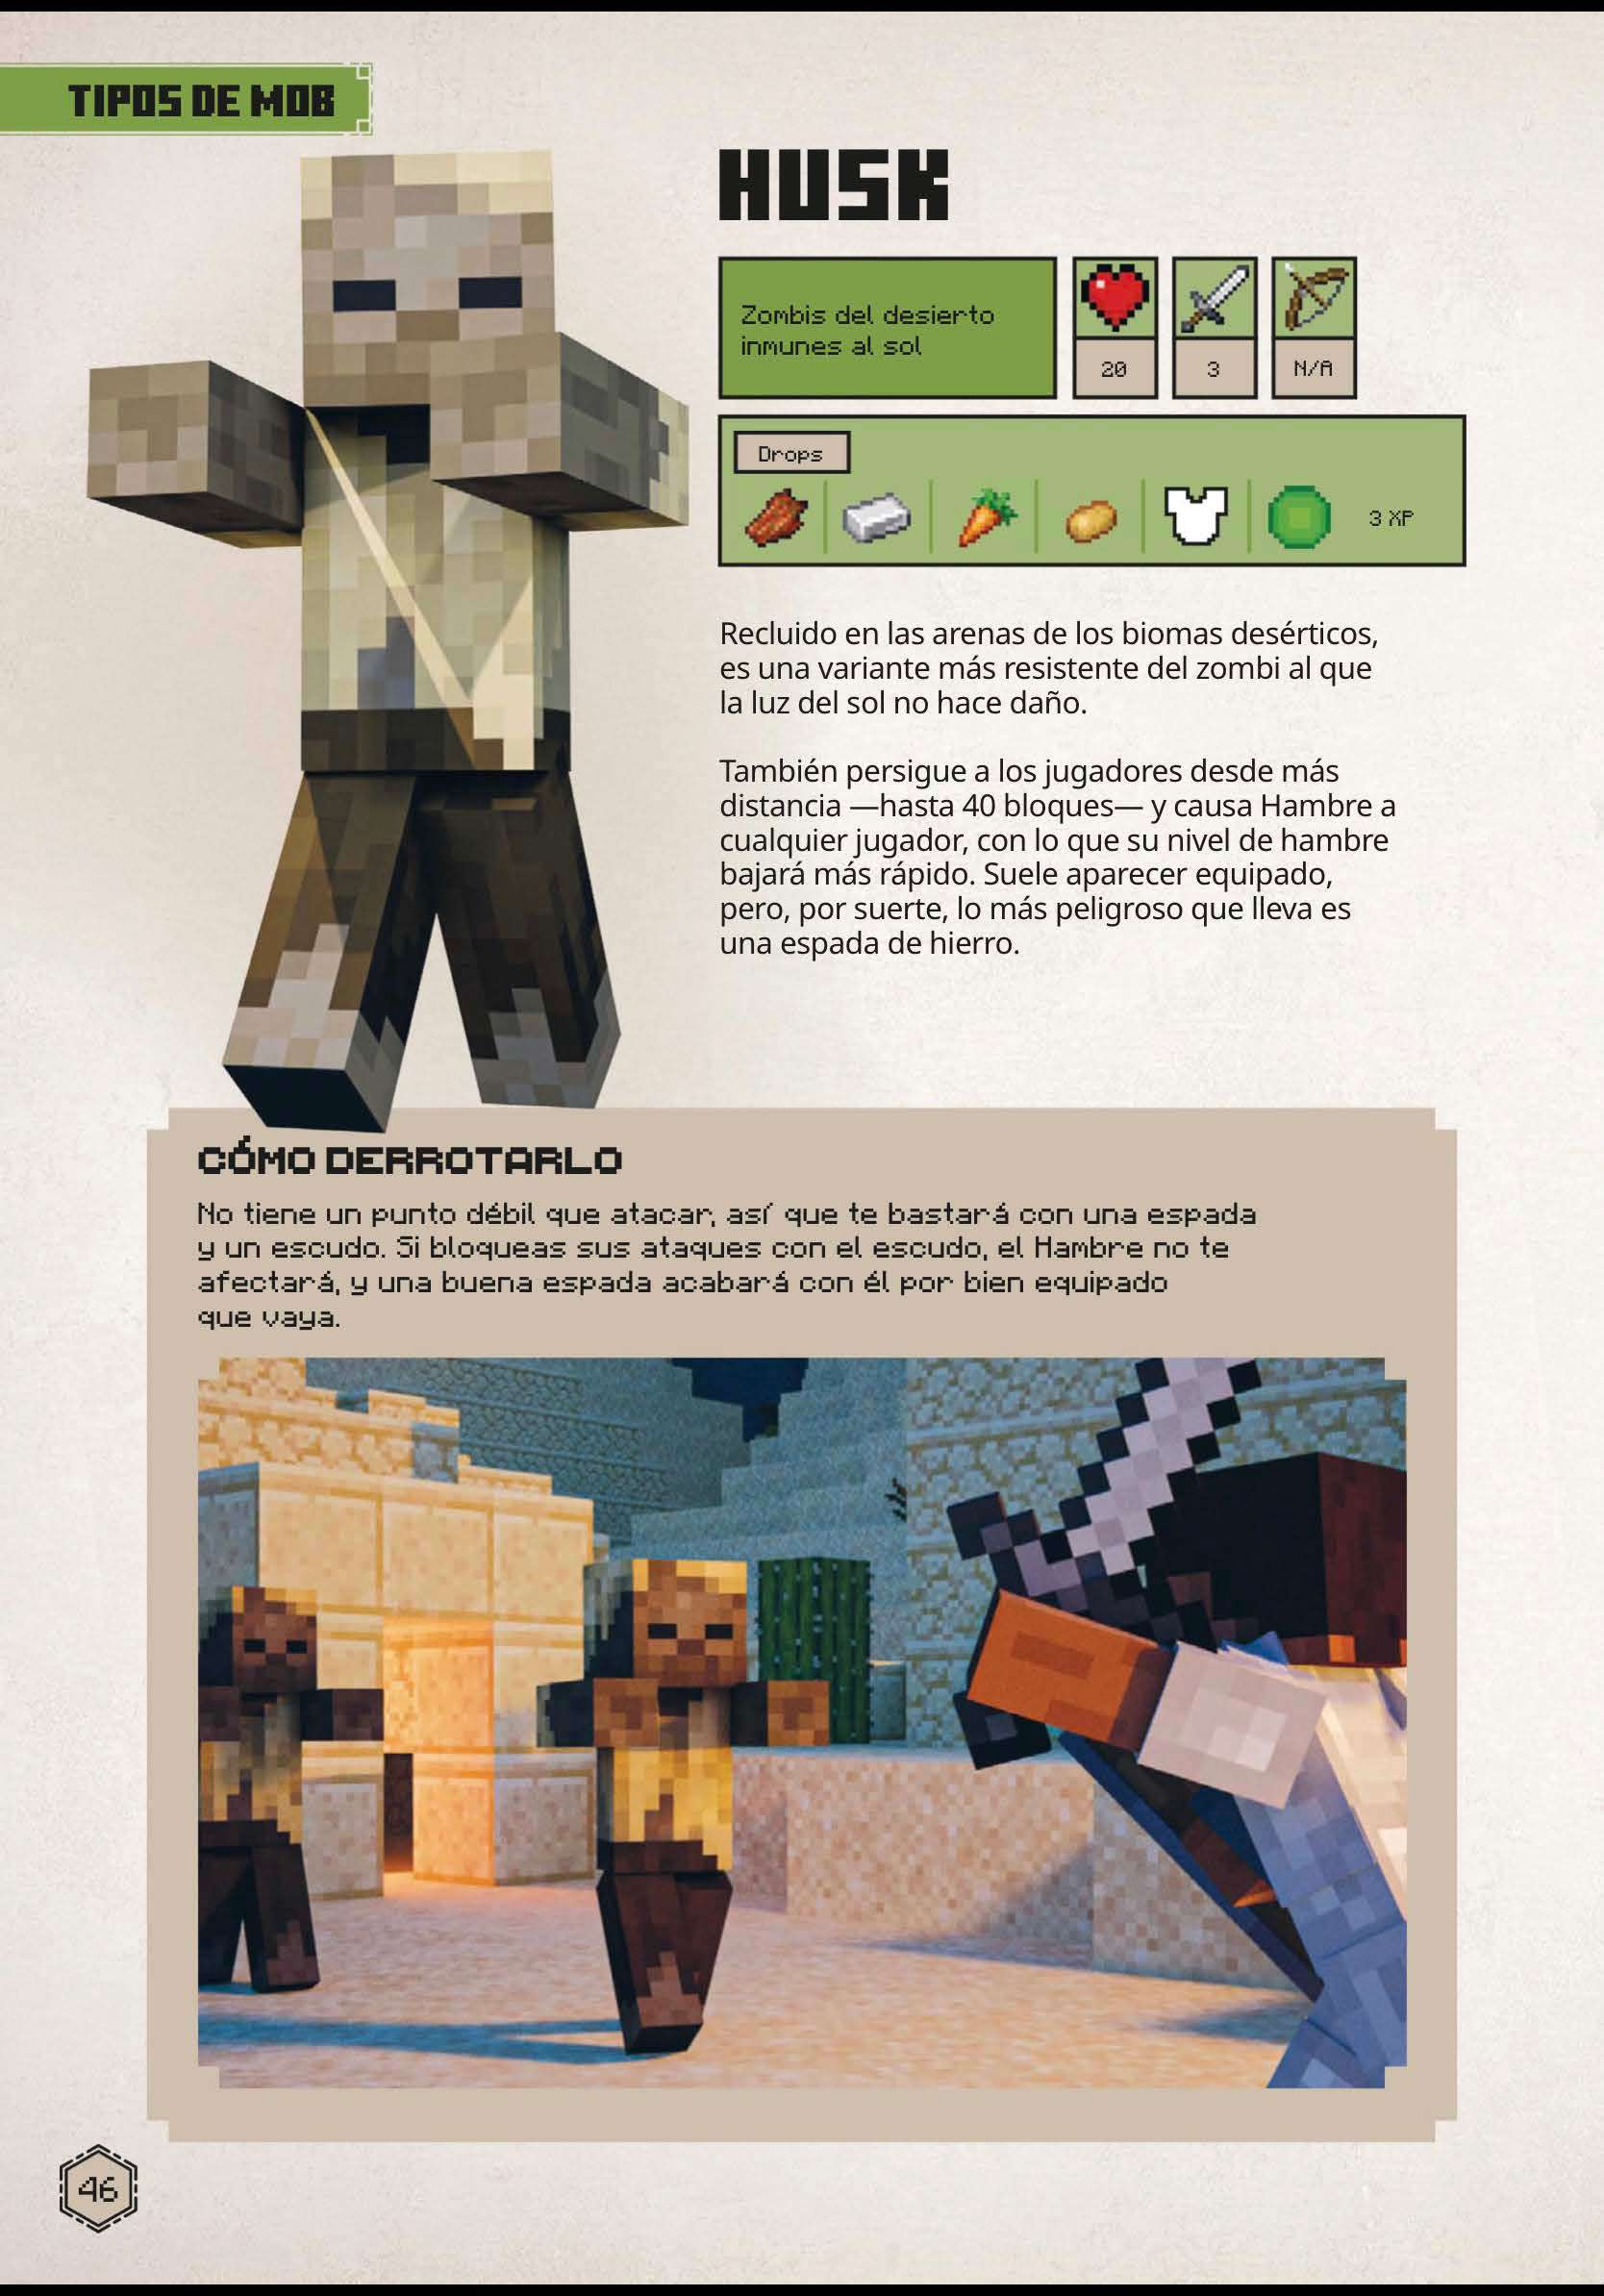 TIPOS DE MOB
HUSK
Zombis del desierto
inmunes al sol
20
3
N/A
Drops
3 XP
Recluido en las arenas de los biomas desérticos,
es una variante más resistente del zombi al que
la luz del sol no hace daño.
También persigue a los jugadores desde más
distancia —hasta 40 bloques— y causa Hambre a
cualquier jugador, con lo que su nivel de hambre
bajará más rápido. Suele aparecer equipado,
pero, por suerte, lo más peligroso que lleva es
una espada de hierro.
CÓMO DERROTARLO
No tiene un punto débil que atacar, así que te bastará con una espada
y un escudo. Si bloqueas sus ataques con el escudo, el Hambre no te
afectará, y una buena espada acabará con él por bien equipado
que vaya.
46